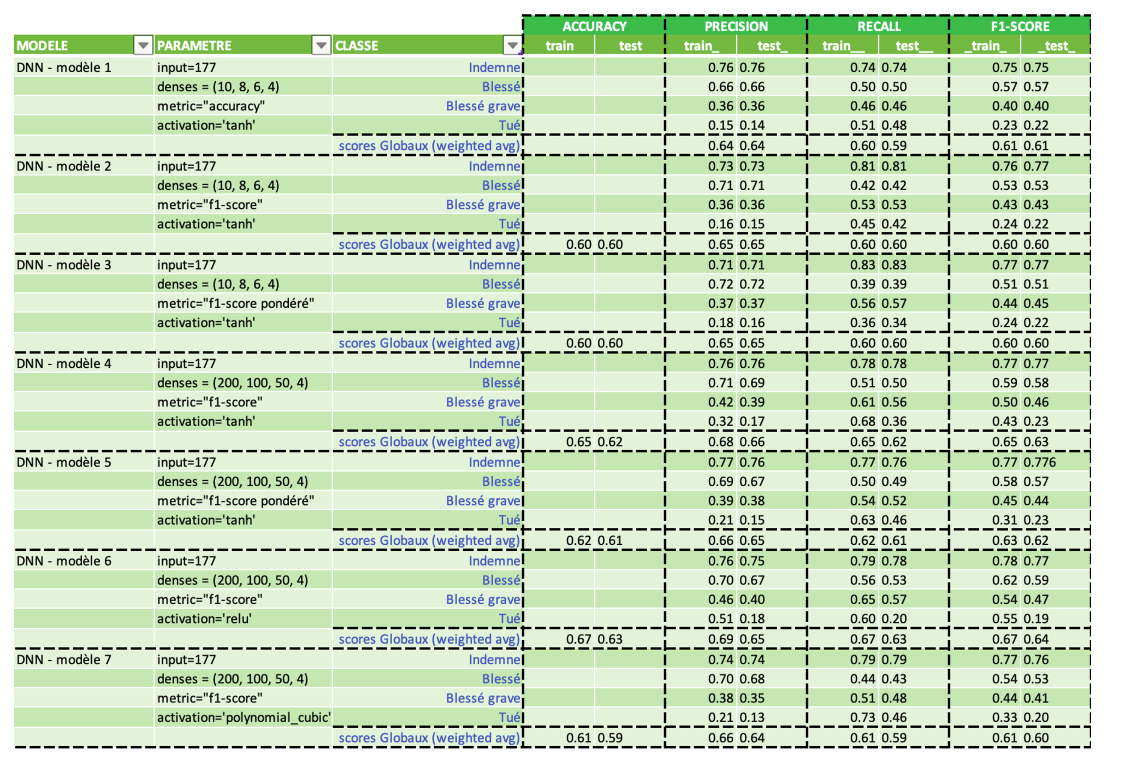 ACCURACY PRECISION RECALL F1-SCORE
MODELE PARAMETRE CLASSE train test train_ test_ train__ test__ _train_ _test_
DNN - modèle 1 input=177 Indemne 0.76 0.76 0.74 0.74 0.75 0.75
denses = (10, 8, 6, 4) Blessé 0.66 0.66 0.50 0.50 0.57 0.57
metric="accuracy" Blessé grave 0.36 0.36 0.46 0.46 0.40 0.40
activation='tanh' Tué 0.15 0.14 0.51 0.48 0.23 0.22
scores Globaux (weighted avg) 0.64 0.64 0.60 0.59 0.61 0.61
DNN - modèle 2 input=177 Indemne 0.73 0.73 0.81 0.81 0.76 0.77
denses = (10, 8, 6, 4) Blessé 0.71 0.71 0.42 0.42 0.53 0.53
metric="f1-score" Blessé grave 0.36 0.36 0.53 0.53 0.43 0.43
activation='tanh' Tué 0.16 0.15 0.45 0.42 0.24 0.22
scores Globaux (weighted avg) 0.60 0.60 0.65 0.65 0.60 0.60 0.60 0.60
DNN - modèle 3 input=177 Indemne 0.71 0.71 0.83 0.83 0.77 0.77
denses = (10, 8, 6, 4) Blessé 0.72 0.72 0.39 0.39 0.51 0.51
metric="f1-score pondéré" Blessé grave 0.37 0.37 0.56 0.57 0.44 0.45
activation='tanh' Tué 0.18 0.16 0.36 0.34 0.24 0.22
scores Globaux (weighted avg) 0.60 0.60 0.65 0.65 0.60 0.60 0.60 0.60
DNN - modèle 4 input=177 Indemne 0.76 0.76 0.78 0.78 0.77 0.77
denses = (200, 100, 50, 4) Blessé 0.71 0.69 0.51 0.50 0.59 0.58
metric="f1-score" Blessé grave 0.42 0.39 0.61 0.56 0.50 0.46
activation='tanh' Tué 0.32 0.17 0.68 0.36 0.43 0.23
scores Globaux (weighted avg) 0.65 0.62 0.68 0.66 0.65 0.62 0.65 0.63
DNN - modèle 5 input=177 Indemne 0.77 0.76 0.77 0.76 0.77 0.776
denses = (200, 100, 50, 4) Blessé 0.69 0.67 0.50 0.49 0.58 0.57
metric="f1-score pondéré" Blessé grave 0.39 0.38 0.54 0.52 0.45 0.44
activation='tanh' Tué 0.21 0.15 0.63 0.46 0.31 0.23
scores Globaux (weighted avg) 0.62 0.61 0.66 0.65 0.62 0.61 0.63 0.62
DNN - modèle 6 input=177 Indemne 0.76 0.75 0.79 0.78 0.78 0.77
denses = (200, 100, 50, 4) Blessé 0.70 0.67 0.56 0.53 0.62 0.59
metric="f1-score" Blessé grave 0.46 0.40 0.65 0.57 0.54 0.47
activation='relu' Tué 0.51 0.18 0.60 0.20 0.55 0.19
scores Globaux (weighted avg) 0.67 0.63 0.69 0.65 0.67 0.63 0.67 0.64
DNN - modèle 7 input=177 Indemne 0.74 0.74 0.79 0.79 0.77 0.76
denses = (200, 100, 50, 4) Blessé 0.70 0.68 0.44 0.43 0.54 0.53
metric="f1-score" Blessé grave 0.38 0.35 0.51 0.48 0.44 0.41
activation='polynomial_cubic' Tué 0.21 0.13 0.73 0.46 0.33 0.20
scores Globaux (weighted avg) 0.61 0.59 0.66 0.64 0.61 0.59 0.61 0.60